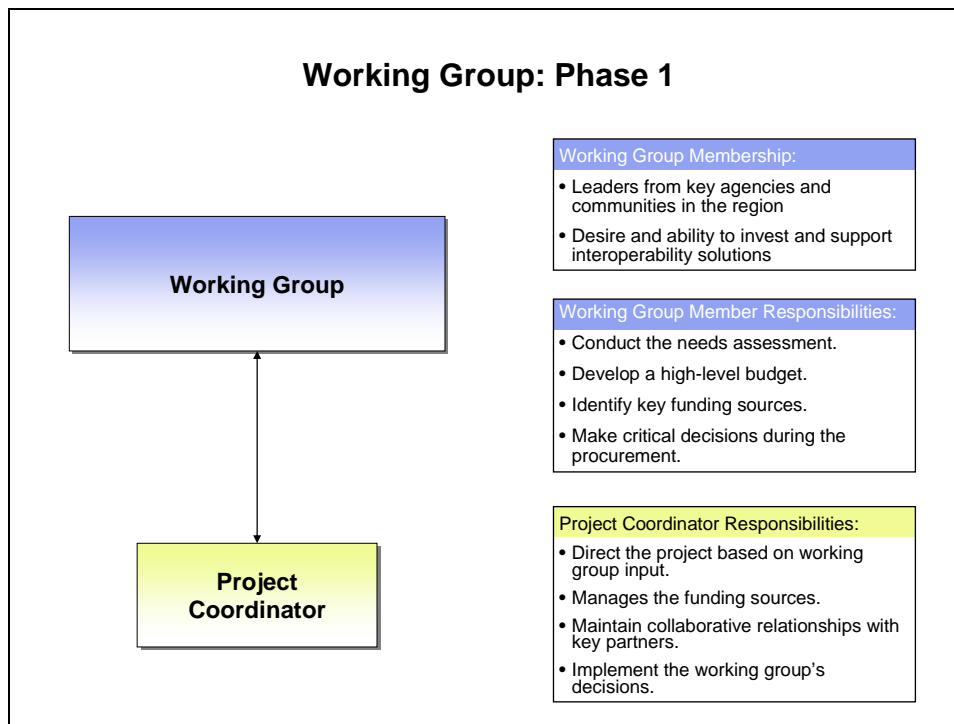 Working Group: Phase 1
Working Group
Project
Coordinator
Working Group Membership:
• Leaders from key agencies and
communities in the region
• Desire and ability to invest and support
interoperability solutions
Working Group Member Responsibilities:
• Conduct the needs assessment.
• Develop a high-level budget.
• Identify key funding sources.
• Make critical decisions during the
procurement.
Project Coordinator Responsibilities:
• Direct the project based on working
group input.
• Manages the funding sources.
• Maintain collaborative relationships with
key partners.
• Implement the working group’s
decisions.